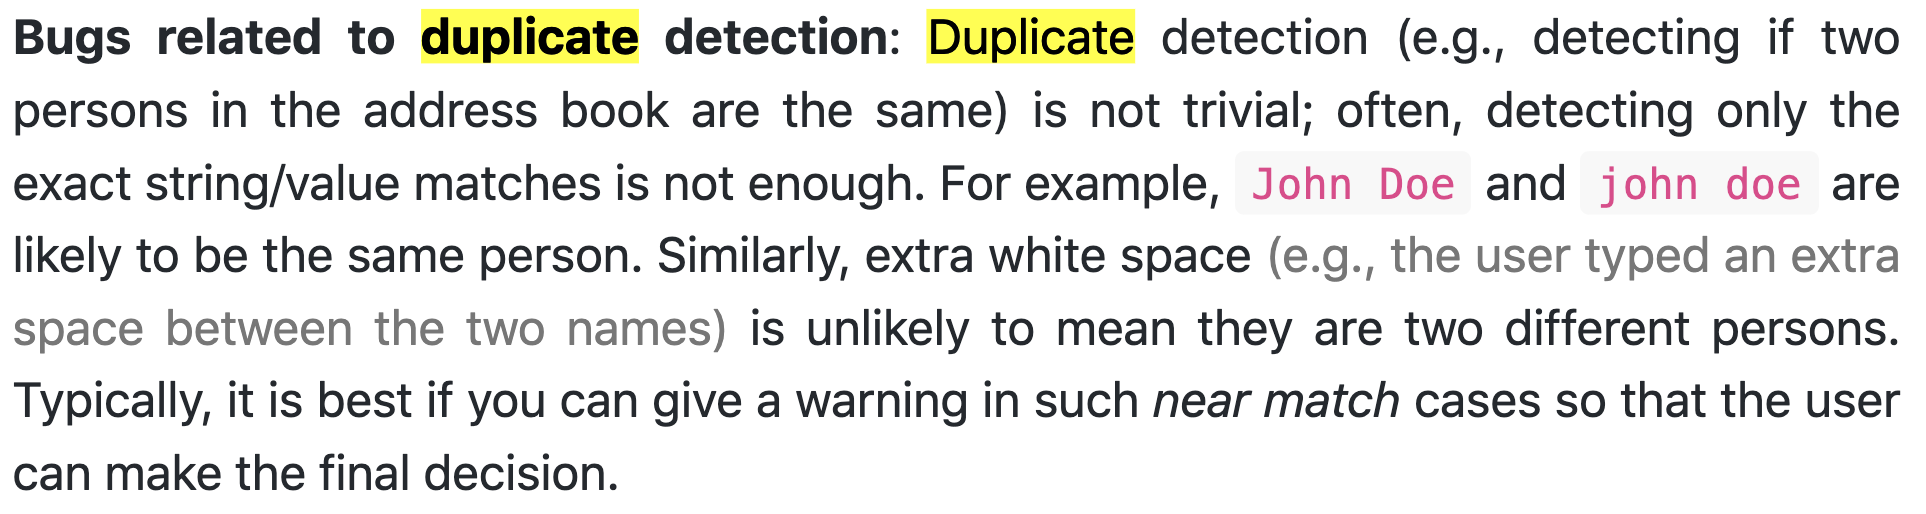 Bugs related to duplicate detection: Duplicate detection (e.g., detecting if two
persons in the address book are the same) is not trivial; often, detecting only the
exact string/value matches is not enough. For example, John Doe and john doe are
likely to be the same person. Similarly, extra white space (e.g., the user typed an extra
space between the two names) is unlikely to mean they are two different persons.
Typically, it is best if you can give a warning in such near match cases so that the user
can make the final decision.